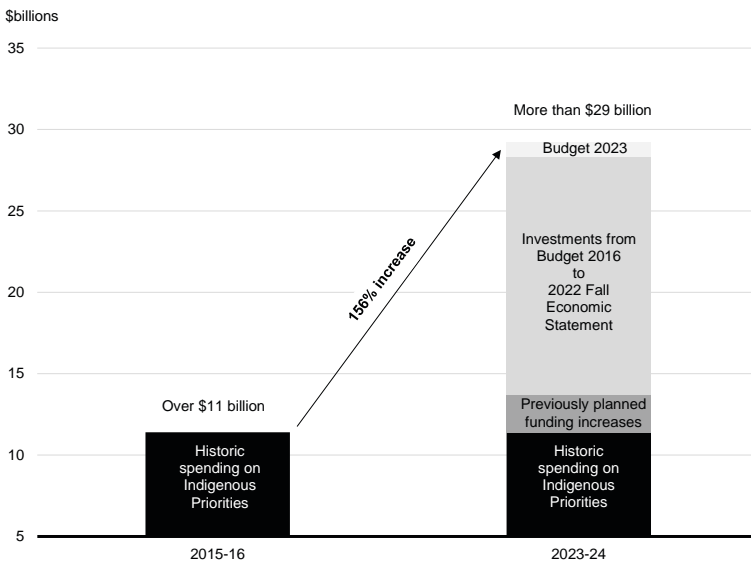 $billions
35
30
25
20
15
10
5
More than $29 billion
Budget 2023
Investments from
Budget 2016
to
2022 Fall
Economic
Statement
156% increase
Over $11 billion
Previously planned
funding increases
Historic
spending on
Indigenous
Priorities
Historic
spending on
Indigenous
Priorities
2015-16
2023-24